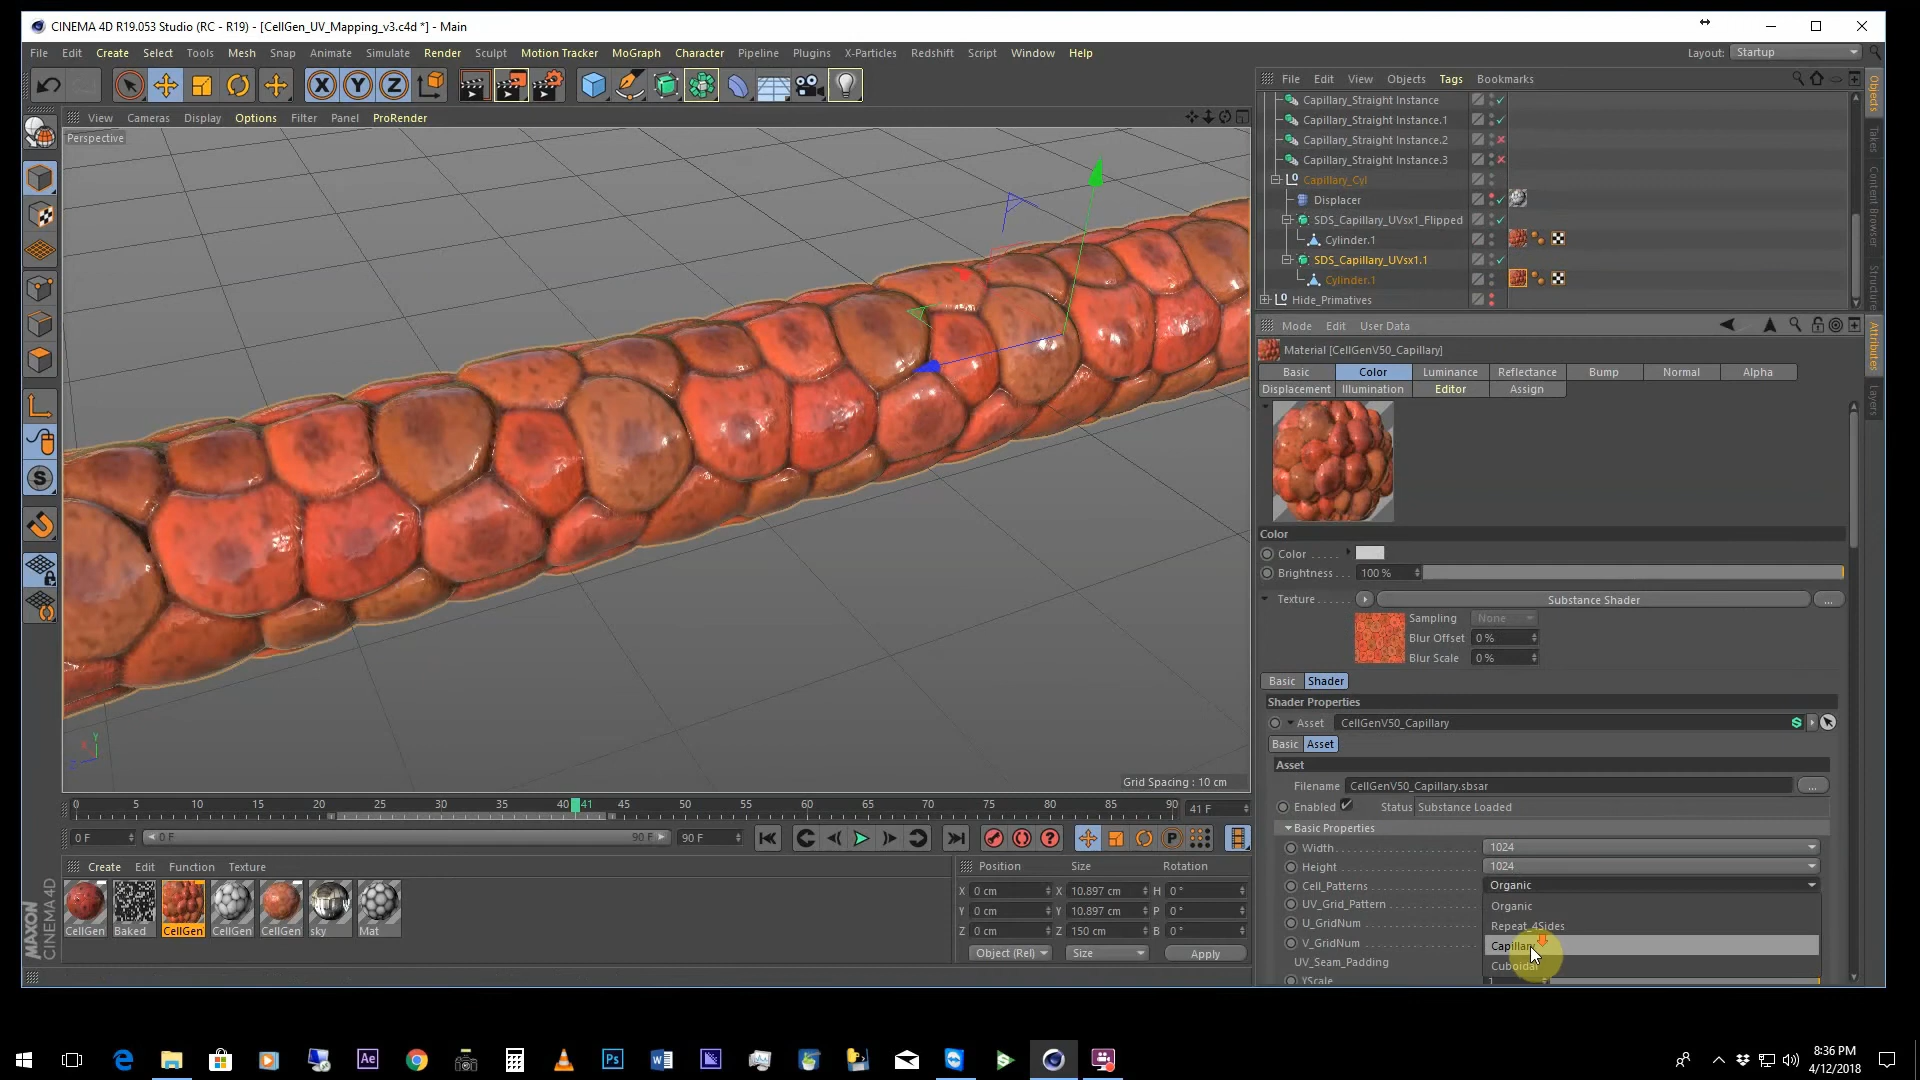 CINEMA 4D R19.053 Studio (RC - R19) - [CellGen_UV_Mapping_v3.c4d *] - Main
File Edit Create Select Tools Mesh Snap Animate Simulate Render Sculpt Motion Tracker MoGraph Character Pipeline Plugins X-Particles Redshift Script Window Help
Layout: Startup
File Edit View Objects Tags Bookmarks
View Cameras Display Options Filter Panel ProRender
Perspective
Capillary_Straight Instance
Capillary_Straight Instance.1
Capillary_Straight Instance.2
Capillary_Straight Instance.3
Capillary_Cyl
Displacer
SDS_Capillary_UVsx1_Flipped
Cylinder.1
SDS_Capillary_UVsx1.1
Cylinder.1
Hide_Primatives
Objects
Takes
Content Browser
Structure
Attributes
Layers
Mode Edit User Data
Material [CellGenV50_Capillary]
Basic Color Luminance Reflectance Bump Normal Alpha
Displacement Illumination Editor Assign
Color
Color
Brightness 100 %
Texture Substance Shader ...
Sampling None
Blur Offset 0 %
Blur Scale 0 %
Basic Shader
Shader Properties
Asset CellGenV50_Capillary
Basic Asset
Asset
Filename CellGenV50_Capillary.sbsar ...
Enabled Status Substance Loaded
Basic Properties
Width 1024
Height 1024
Cell_Patterns Organic
UV_Grid_Pattern Organic
U_GridNum Repeat_4Sides
V_GridNum Capillary
UV_Seam_Padding Cuboidal
YScale 1
Grid Spacing : 10 cm
0 5 10 15 20 25 30 35 40 41 45 50 55 60 65 70 75 80 85 90 41 F
0 F 0 F 90 F 90 F
Create Edit Function Texture
CellGen Baked CellGen CellGen CellGen sky Mat
Position Size Rotation
X 0 cm X 10.897 cm H 0 °
Y 0 cm Y 10.897 cm P 0 °
Z 0 cm Z 150 cm B 0 °
Object (Rel) Size Apply
MAXON CINEMA 4D
8:36 PM
4/12/2018